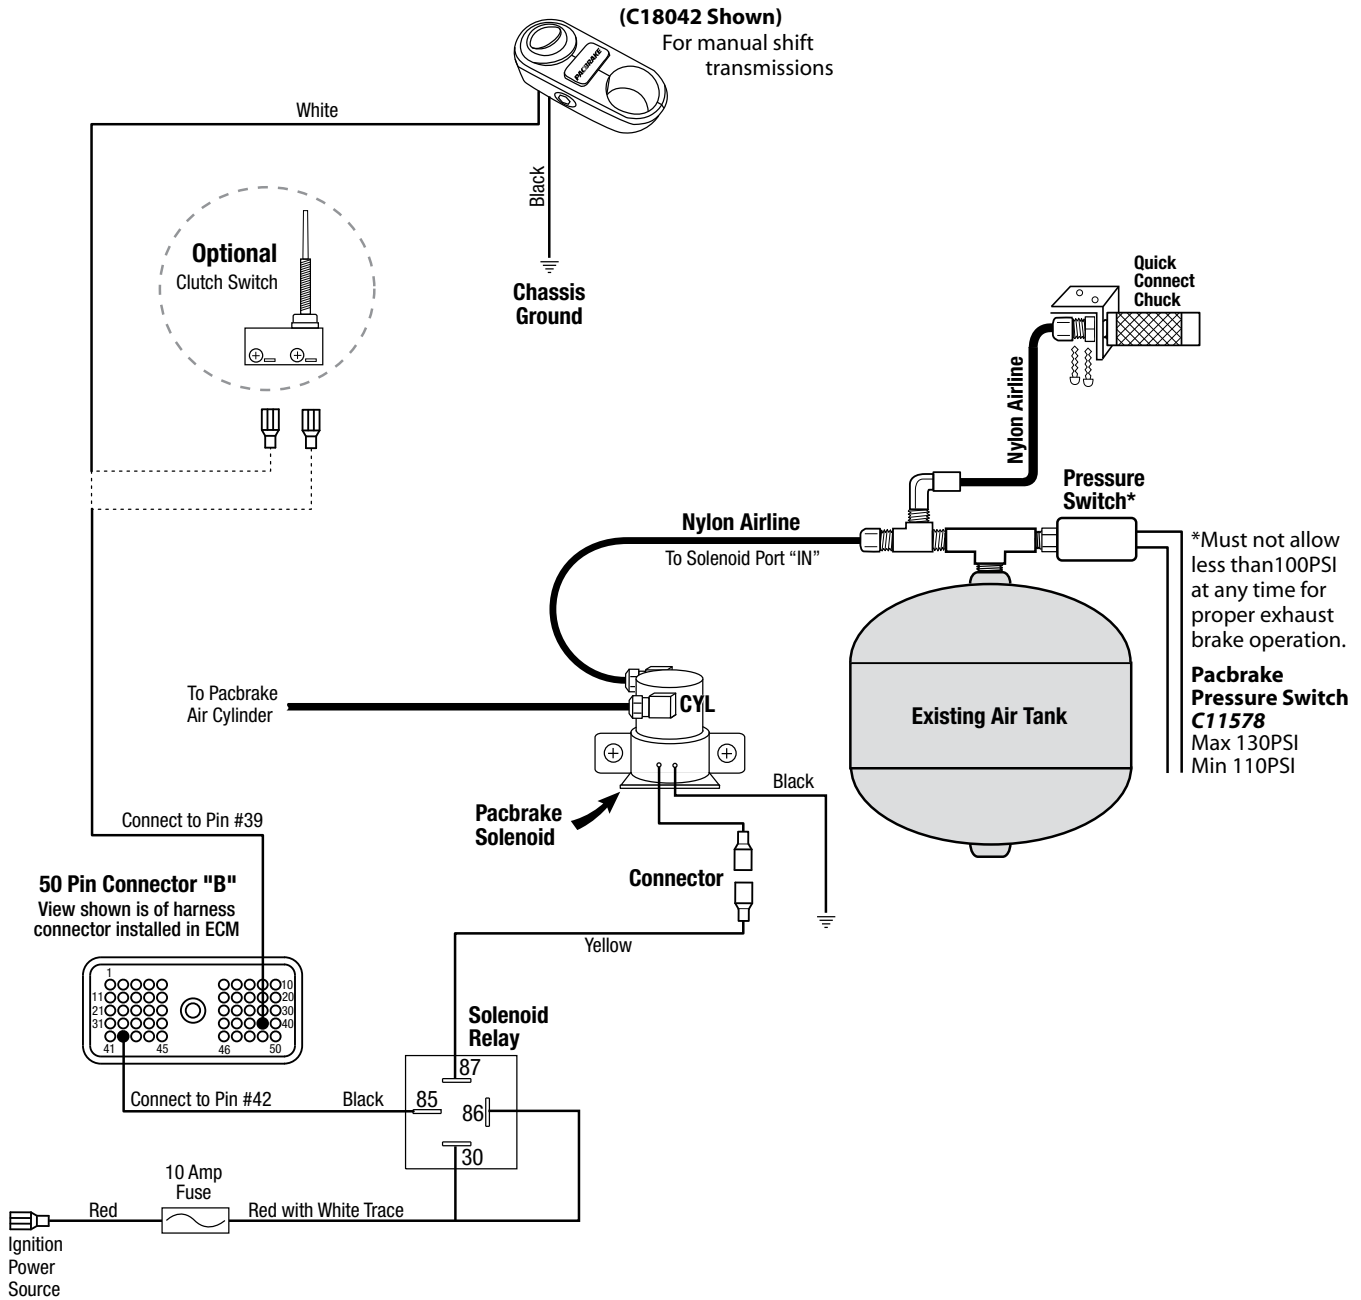 (C18042 Shown)
For manual shift
transmissions
PACBRAKE
White
Black
Optional
Clutch Switch
Chassis
Ground
Quick
Connect
Chuck
Nylon Airline
Pressure
Switch*
Nylon Airline
To Solenoid Port “IN”
*Must not allow
less than100PSI
at any time for
proper exhaust
brake operation.
Pacbrake
Pressure Switch
C11578
Max 130PSI
Min 110PSI
To Pacbrake
Air Cylinder
CYL
Existing Air Tank
Black
Pacbrake
Solenoid
Connector
Connect to Pin #39
50 Pin Connector "B"
View shown is of harness
connector installed in ECM
Yellow
1
10
11
20
21
30
31
40
41
45
46
50
Solenoid
Relay
87
85
86
30
Connect to Pin #42
Black
10 Amp
Fuse
Red
Red with White Trace
Ignition
Power
Source